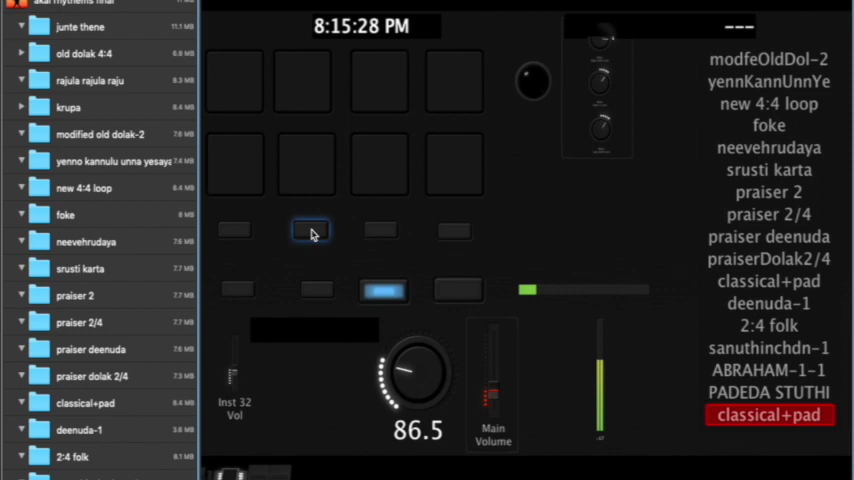 akai rhythems final
junte thene 11.1 MB
old dolak 4:4 6.8 MB
rajula rajula raju 8.3 MB
krupa 8.4 MB
modified old dolak-2 7.6 MB
yenno kannulu unna yesaya 7.4 MB
new 4:4 loop 8.4 MB
foke 8 MB
neevehrudaya 7.6 MB
srusti karta 7.7 MB
praiser 2 7.7 MB
praiser 2/4 7.7 MB
praiser deenuda 7.6 MB
praiser dolak 2/4 7.3 MB
classical+pad 8.4 MB
deenuda-1 3.8 MB
2:4 folk 8.1 MB
8:15:28 PM
---
modfeOldDol-2
yennKannUnnYe
new 4:4 loop
foke
neevehrudaya
srusti karta
praiser 2
praiser 2/4
praiser deenuda
praiserDolak2/4
classical+pad
deenuda-1
2:4 folk
sanuthinchdn-1
ABRAHAM-1-1
PADEDA STUTHI
classical+pad
Inst 32
Vol
86.5
Main
Volume